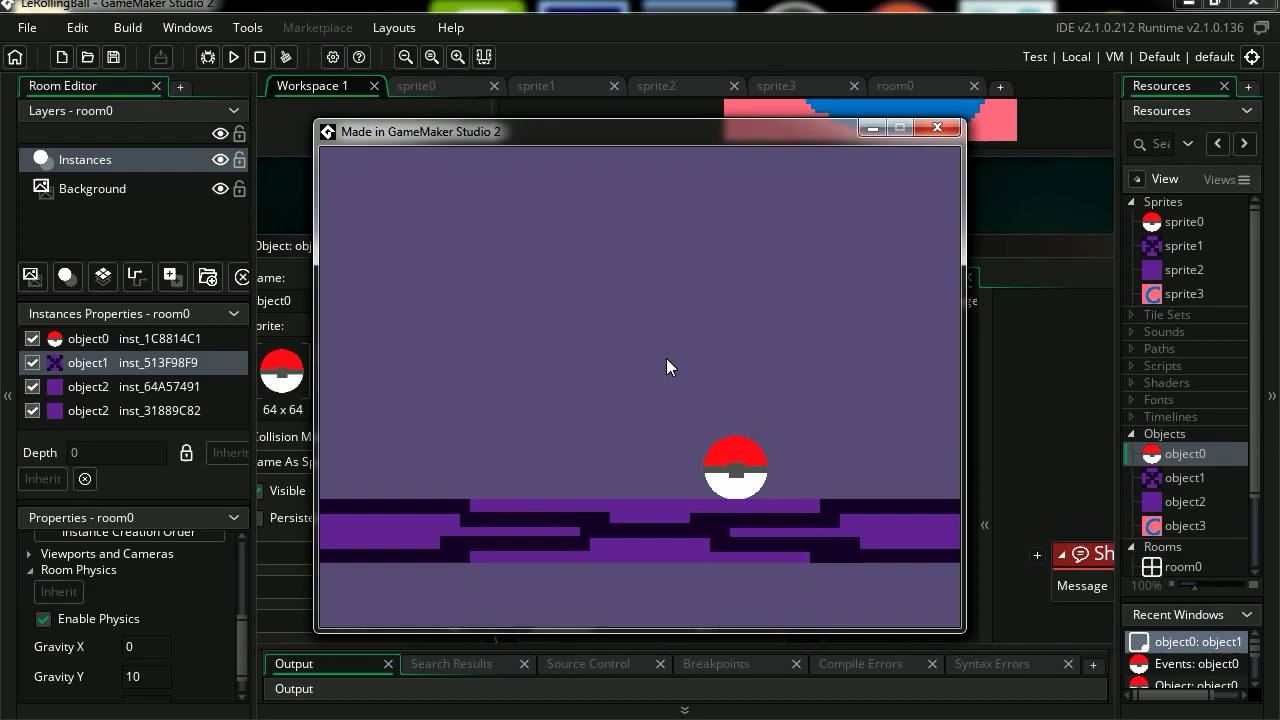 LeRollingBall - GameMaker Studio 2
File Edit Build Windows Tools Marketplace Layouts Help
IDE v2.1.0.212 Runtime v2.1.0.136
Test | Local | VM | Default | default
Room Editor
Layers - room0
Instances
Background
Instances Properties - room0
object0 inst_1C8814C1
object1 inst_513F98F9
object2 inst_64A57491
object2 inst_31889C82
Depth 0 Inherit
Inherit
Properties - room0
Instance Creation Order
Viewports and Cameras
Room Physics
Inherit
Enable Physics
Gravity X 0
Gravity Y 10
Workspace 1 sprite0 sprite1 sprite2 sprite3 room0
Made in GameMaker Studio 2
Object: obj
ame:
bject0
prite:
64 x 64
Collision M
ame As Sp
Visible
Persiste
Sh
Message
Output Search Results Source Control Breakpoints Compile Errors Syntax Errors
Output
Resources
Resources
Sea
View Views
Sprites
sprite0
sprite1
sprite2
sprite3
Tile Sets
Sounds
Paths
Scripts
Shaders
Fonts
Timelines
Objects
object0
object1
object2
object3
Rooms
room0
100%
Recent Windows
object0: object1
Events: object0
Object: object0